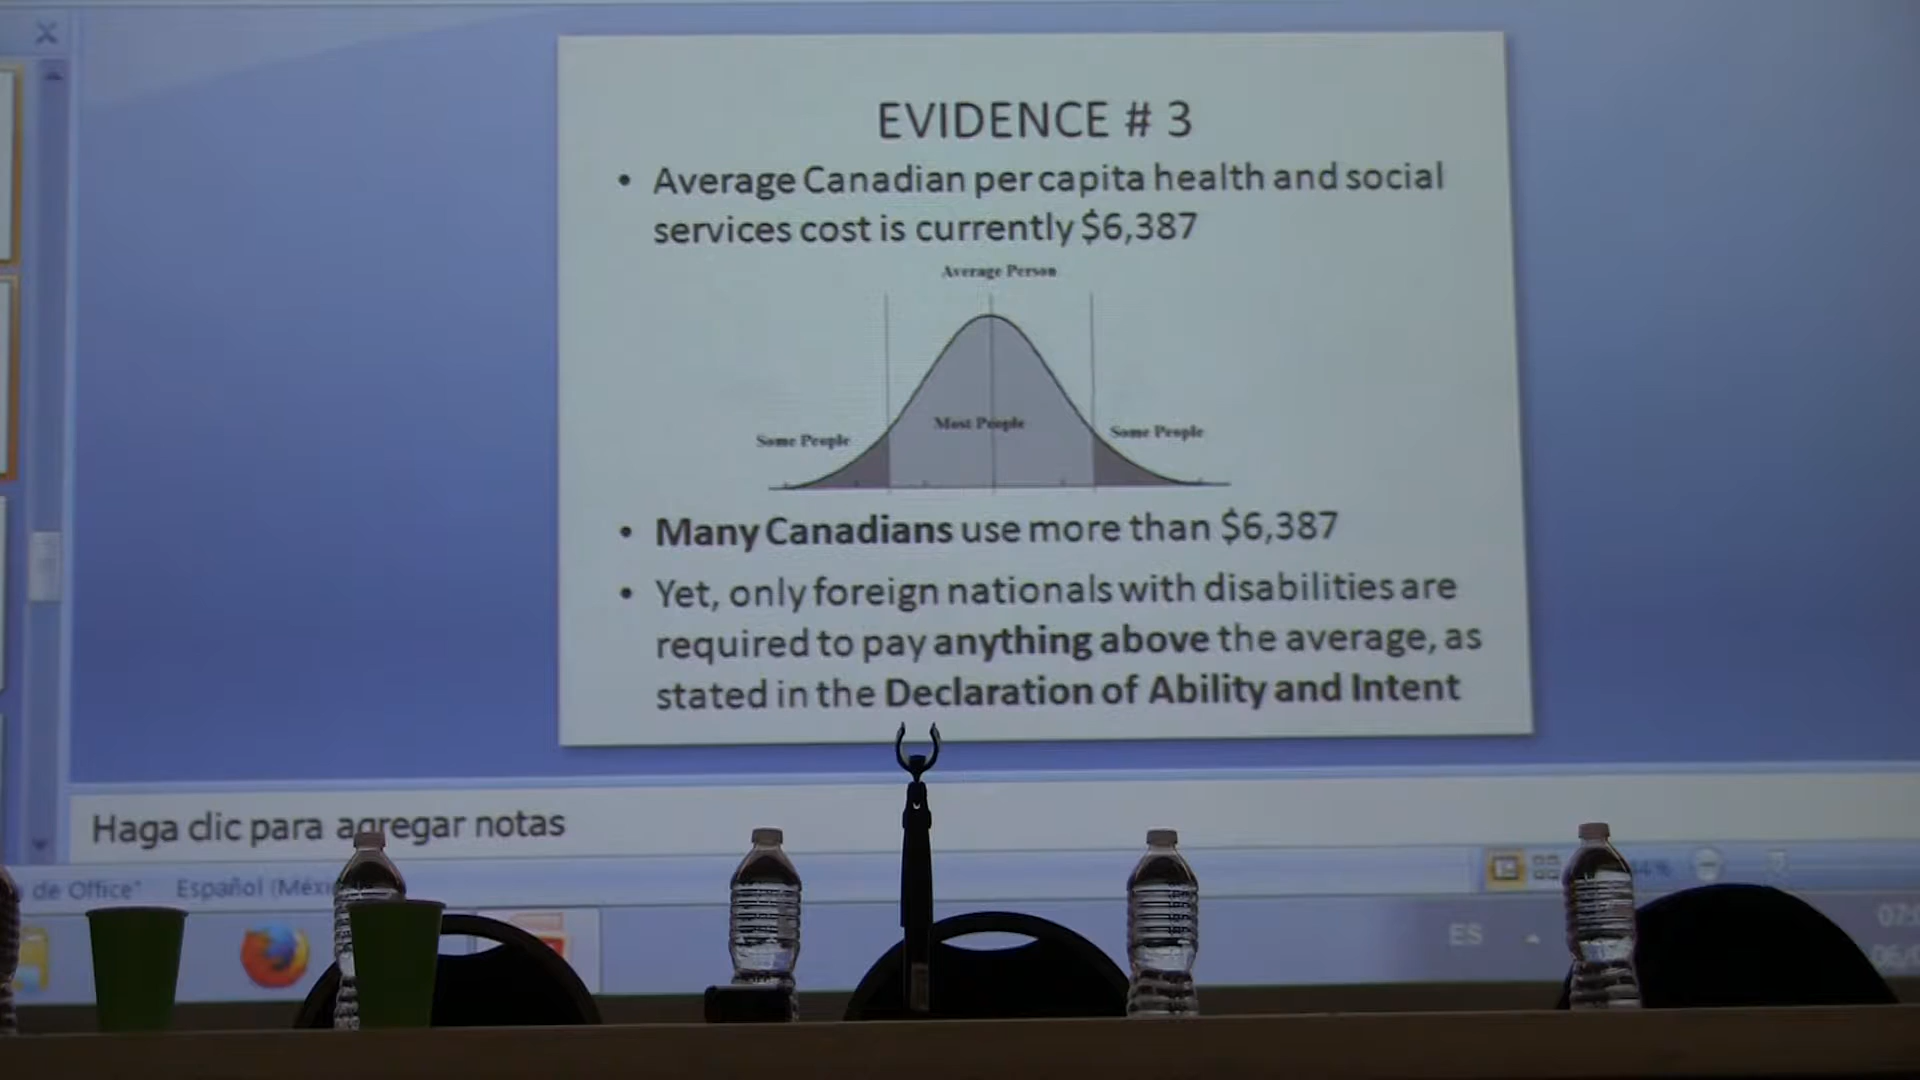 EVIDENCE # 3
• Average Canadian per capita health and social
services cost is currently $6,387
Average Person
Most People
Some People
Some People
• Many Canadians use more than $6,387
• Yet, only foreign nationals with disabilities are
required to pay anything above the average, as
stated in the Declaration of Ability and Intent
Haga clic para agregar notas
de Office"
Español
44%
ES